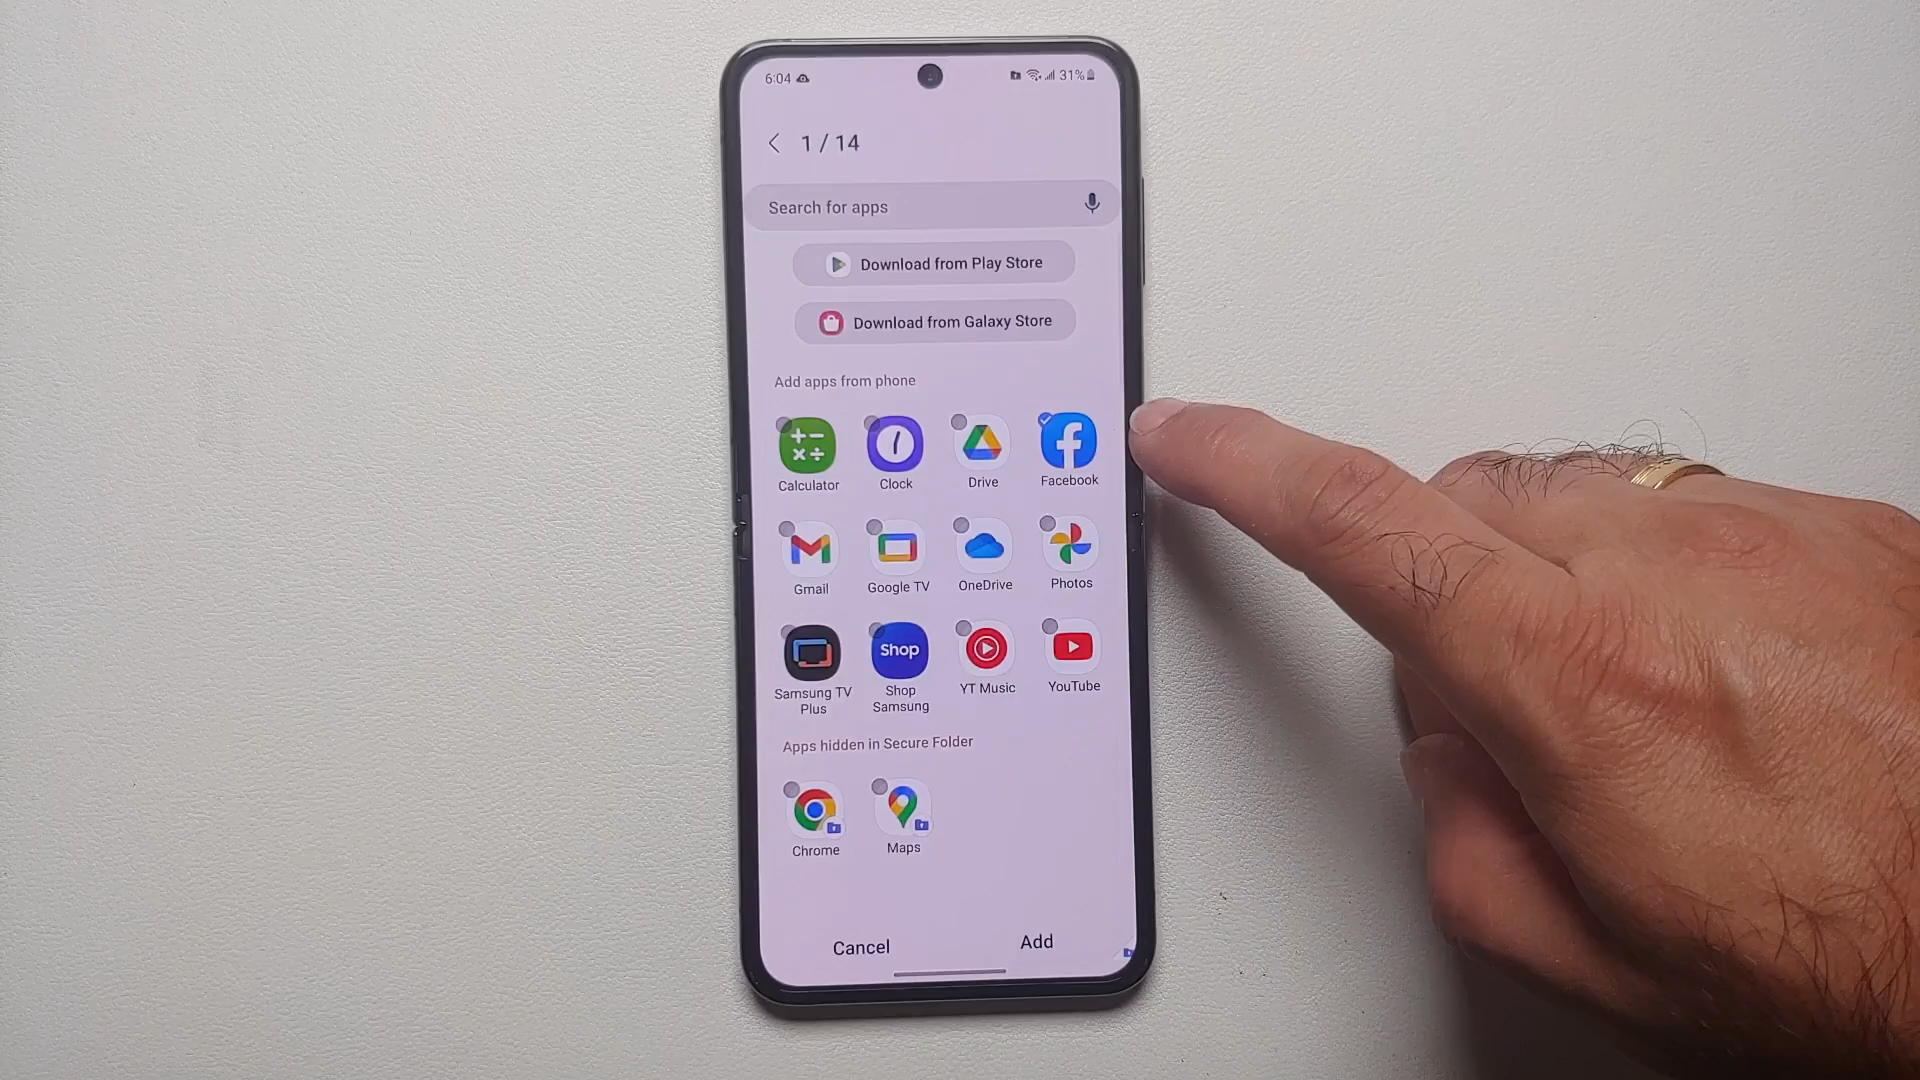 6:04
31%
1 / 14
Search for apps
Download from Play Store
Download from Galaxy Store
Add apps from phone
Calculator Clock Drive Facebook
Gmail Google TV OneDrive Photos
Shop
Samsung TV Plus Shop Samsung YT Music YouTube
Apps hidden in Secure Folder
Chrome Maps
Cancel Add